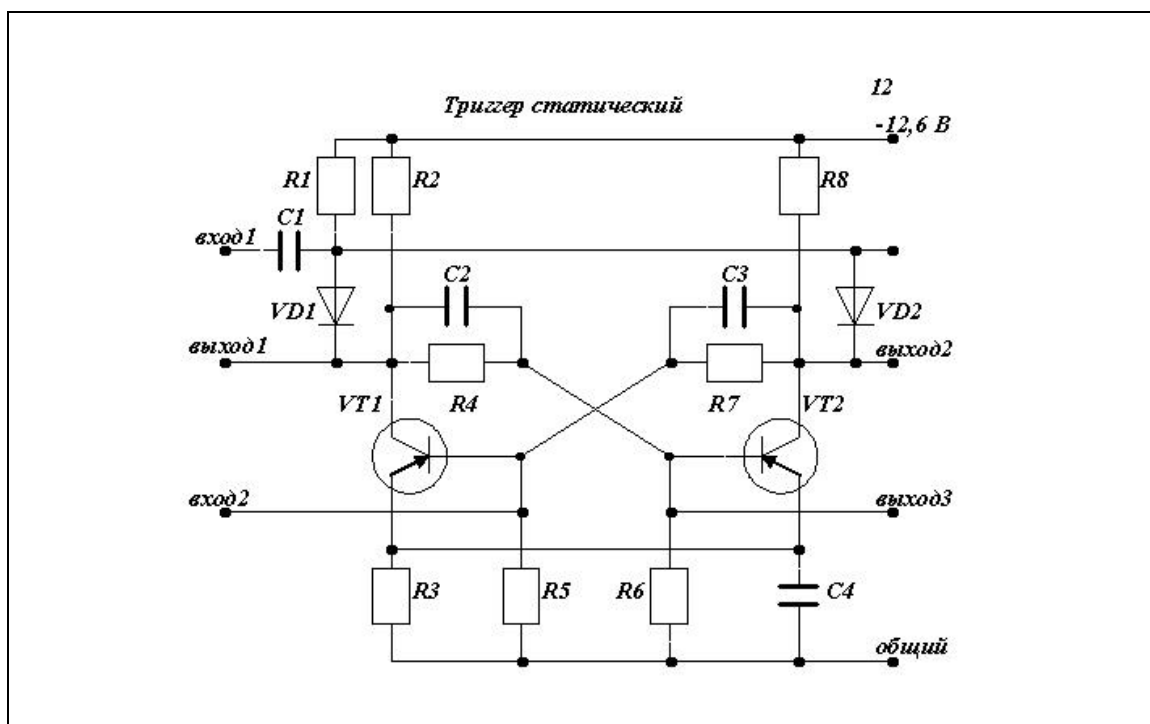 12
Триггер статический
-12,6 В
R1
R2
R8
C1
вход1
C2
C3
VD1
VD2
выход1
выход2
R4
R7
VT1
VT2
вход2
выход3
R3
R5
R6
C4
общий